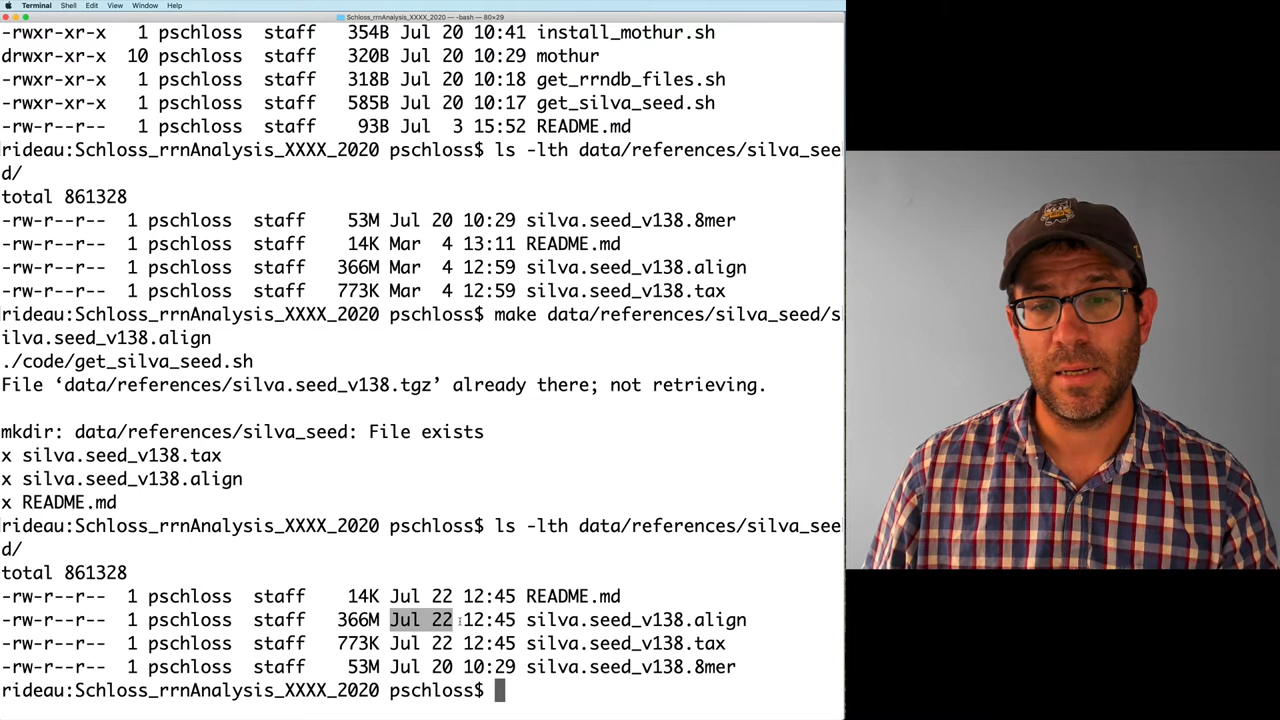 Terminal Shell Edit View Window Help
Schloss_rrnAnalysis_XXXX_2020 — -bash — 80×29
-rwxr-xr-x 1 pschloss staff 354B Jul 20 10:41 install_mothur.sh
drwxr-xr-x 10 pschloss staff 320B Jul 20 10:29 mothur
-rwxr-xr-x 1 pschloss staff 318B Jul 20 10:18 get_rrndb_files.sh
-rwxr-xr-x 1 pschloss staff 585B Jul 20 10:17 get_silva_seed.sh
-rw-r--r-- 1 pschloss staff 93B Jul 3 15:52 README.md
rideau:Schloss_rrnAnalysis_XXXX_2020 pschloss$ ls -lth data/references/silva_see
d/
total 861328
-rw-r--r-- 1 pschloss staff 53M Jul 20 10:29 silva.seed_v138.8mer
-rw-r--r-- 1 pschloss staff 14K Mar 4 13:11 README.md
-rw-r--r-- 1 pschloss staff 366M Mar 4 12:59 silva.seed_v138.align
-rw-r--r-- 1 pschloss staff 773K Mar 4 12:59 silva.seed_v138.tax
rideau:Schloss_rrnAnalysis_XXXX_2020 pschloss$ make data/references/silva_seed/s
ilva.seed_v138.align
./code/get_silva_seed.sh
File ‘data/references/silva.seed_v138.tgz’ already there; not retrieving.
mkdir: data/references/silva_seed: File exists
x silva.seed_v138.tax
x silva.seed_v138.align
x README.md
rideau:Schloss_rrnAnalysis_XXXX_2020 pschloss$ ls -lth data/references/silva_see
d/
total 861328
-rw-r--r-- 1 pschloss staff 14K Jul 22 12:45 README.md
-rw-r--r-- 1 pschloss staff 366M Jul 22 12:45 silva.seed_v138.align
-rw-r--r-- 1 pschloss staff 773K Jul 22 12:45 silva.seed_v138.tax
-rw-r--r-- 1 pschloss staff 53M Jul 20 10:29 silva.seed_v138.8mer
rideau:Schloss_rrnAnalysis_XXXX_2020 pschloss$